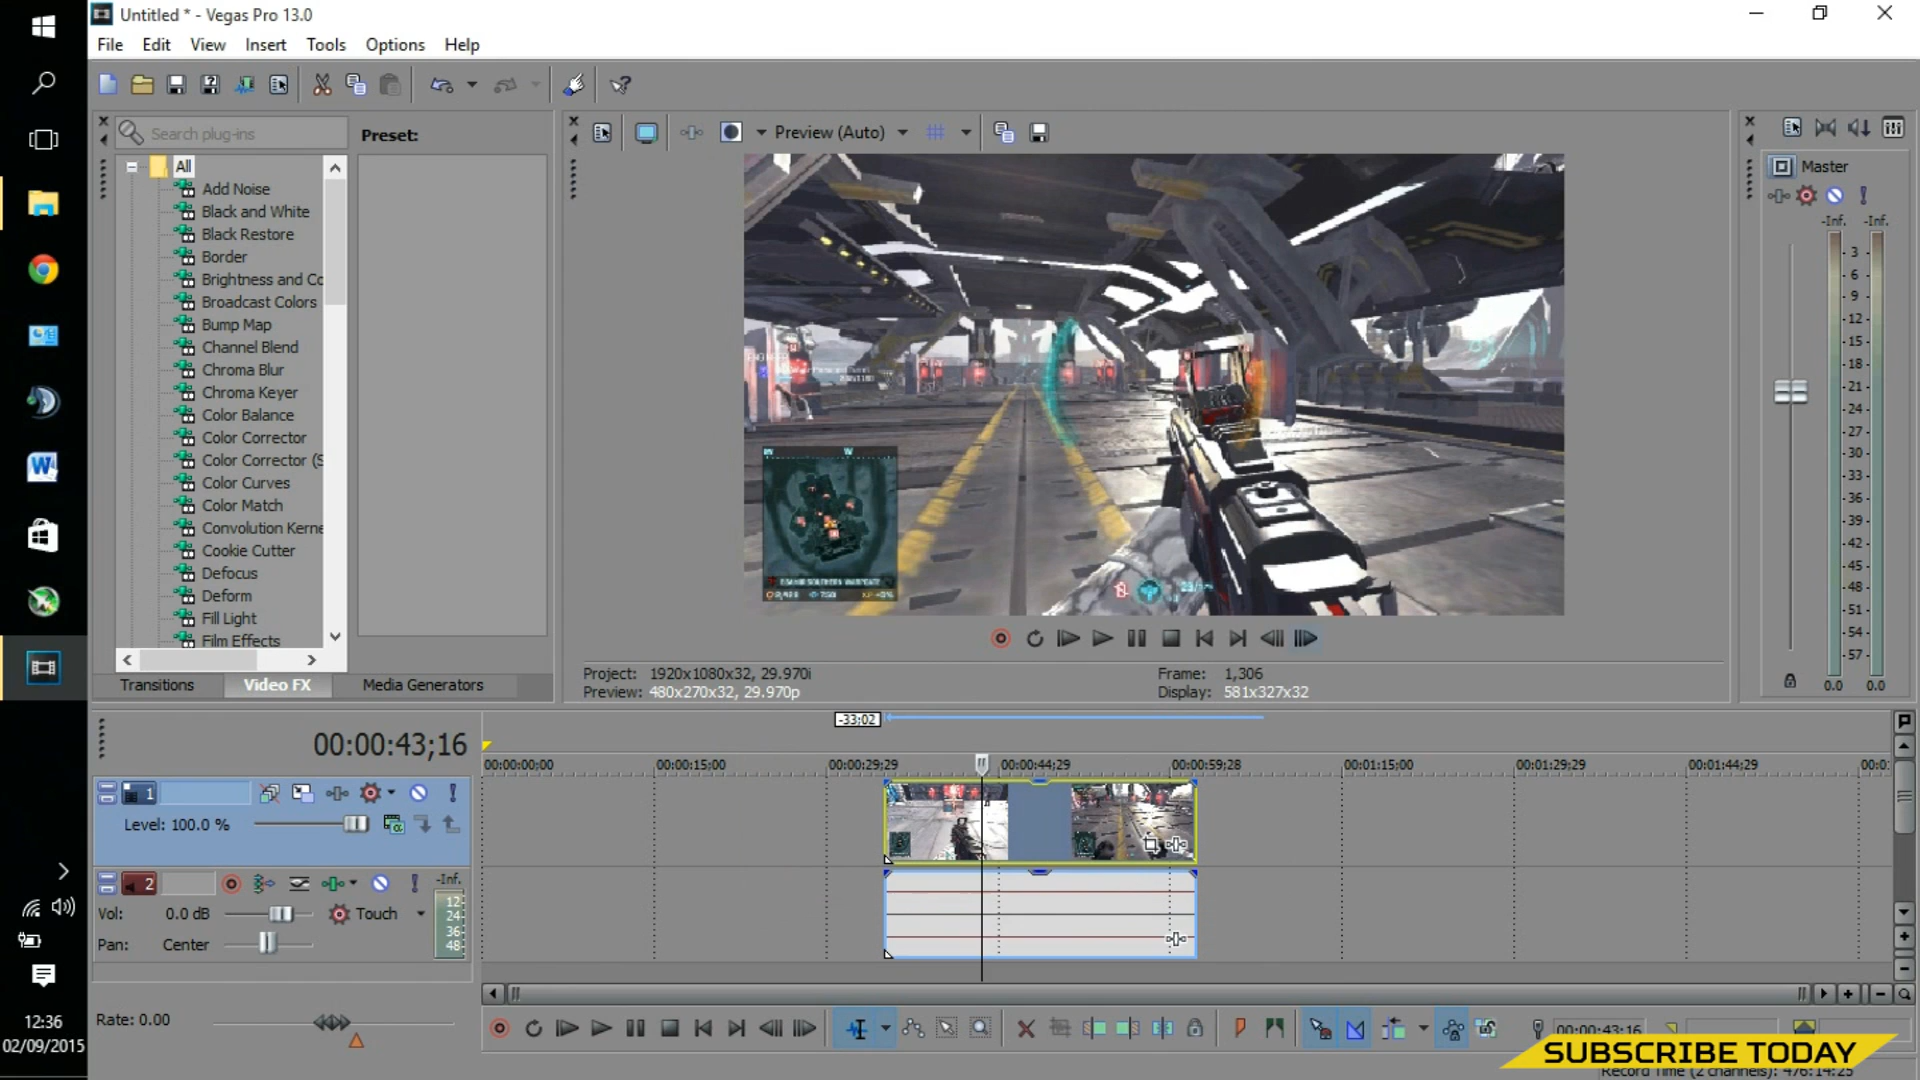 Untitled * - Vegas Pro 13.0
File Edit View Insert Tools Options Help
Search plug-ins
Preset:
All
Add Noise
Black and White
Black Restore
Border
Brightness and Co
Broadcast Colors
Bump Map
Channel Blend
Chroma Blur
Chroma Keyer
Color Balance
Color Corrector
Color Corrector (S
Color Curves
Color Match
Convolution Kerne
Cookie Cutter
Defocus
Deform
Fill Light
Film Effects
Transitions Video FX Media Generators
Preview (Auto)
Project: 1920x1080x32, 29.970i
Preview: 480x270x32, 29.970p
Frame: 1,306
Display: 581x327x32
Master
-Inf. -Inf.
3
6
9
12
15
18
21
24
27
30
33
36
39
42
45
48
51
54
57
0.0 0.0
00:00:43;16
-33:02
00:00:00;00 00:00:15;00 00:00:29;29 00:00:44;29 00:00:59;28 00:01:15;00 00:01:29;29 00:01:44;29 00:0
1
Level: 100.0 %
2
-Inf.
12
24
36
48
Vol: 0.0 dB Touch
Pan: Center
Rate: 0.00
00:00:43;16
12:36
02/09/2015
SUBSCRIBE TODAY
Record Time (2 channels): 476:14:25